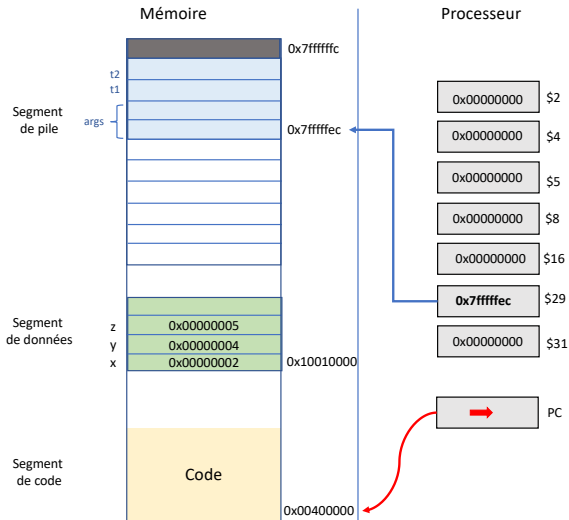 Mémoire
Processeur
0x7ffffffc
t2
t1
args
Segment
de pile
0x7fffffec
0x00000000 $2
0x00000000 $4
0x00000000 $5
0x00000000 $8
0x00000000 $16
0x7fffffec $29
0x00000000 $31
Segment
de données
z 0x00000005
y 0x00000004
x 0x00000002
0x10010000
PC
Segment
de code
Code
0x00400000